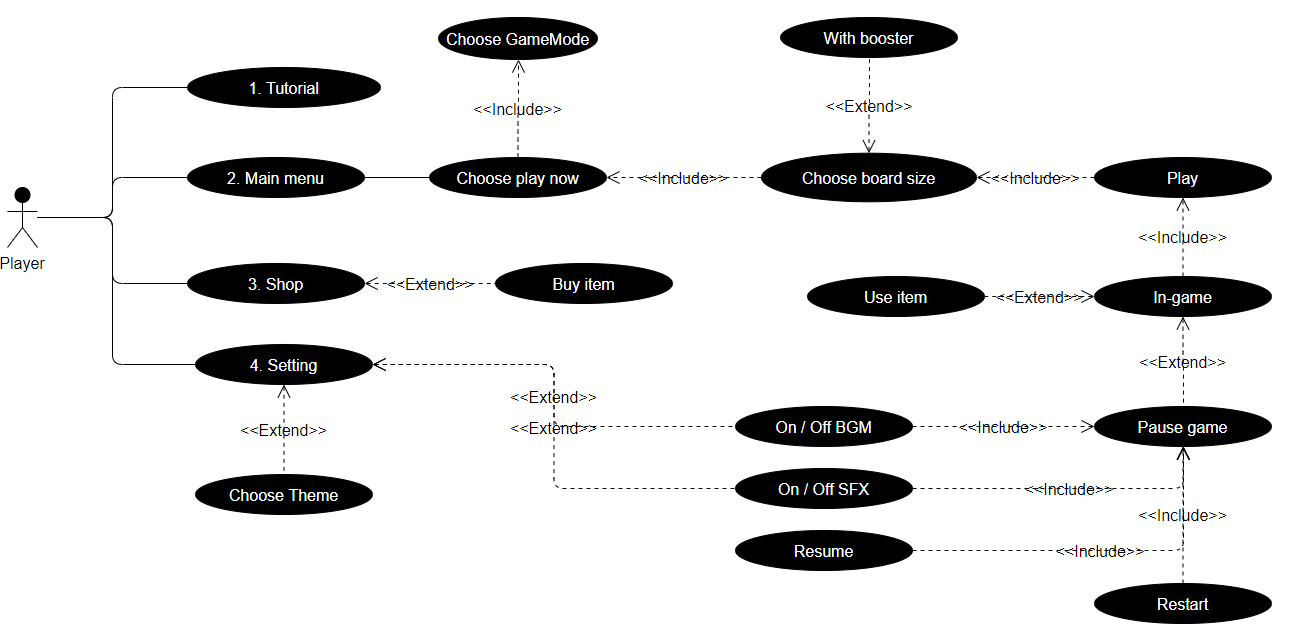 Choose GameMode
With booster
1. Tutorial
<<Include>>
<<Extend>>
2. Main menu
Choose play now
<<Include>>
Choose board size
<<Include>>
Play
<<Include>>
Player
3. Shop
<<Extend>>
Buy item
Use item
<<Extend>>
In-game
4. Setting
<<Extend>>
<<Extend>>
<<Extend>>
<<Extend>>
On / Off BGM
<<Include>>
Pause game
Choose Theme
On / Off SFX
<<Include>>
<<Include>>
Resume
<<Include>>
Restart